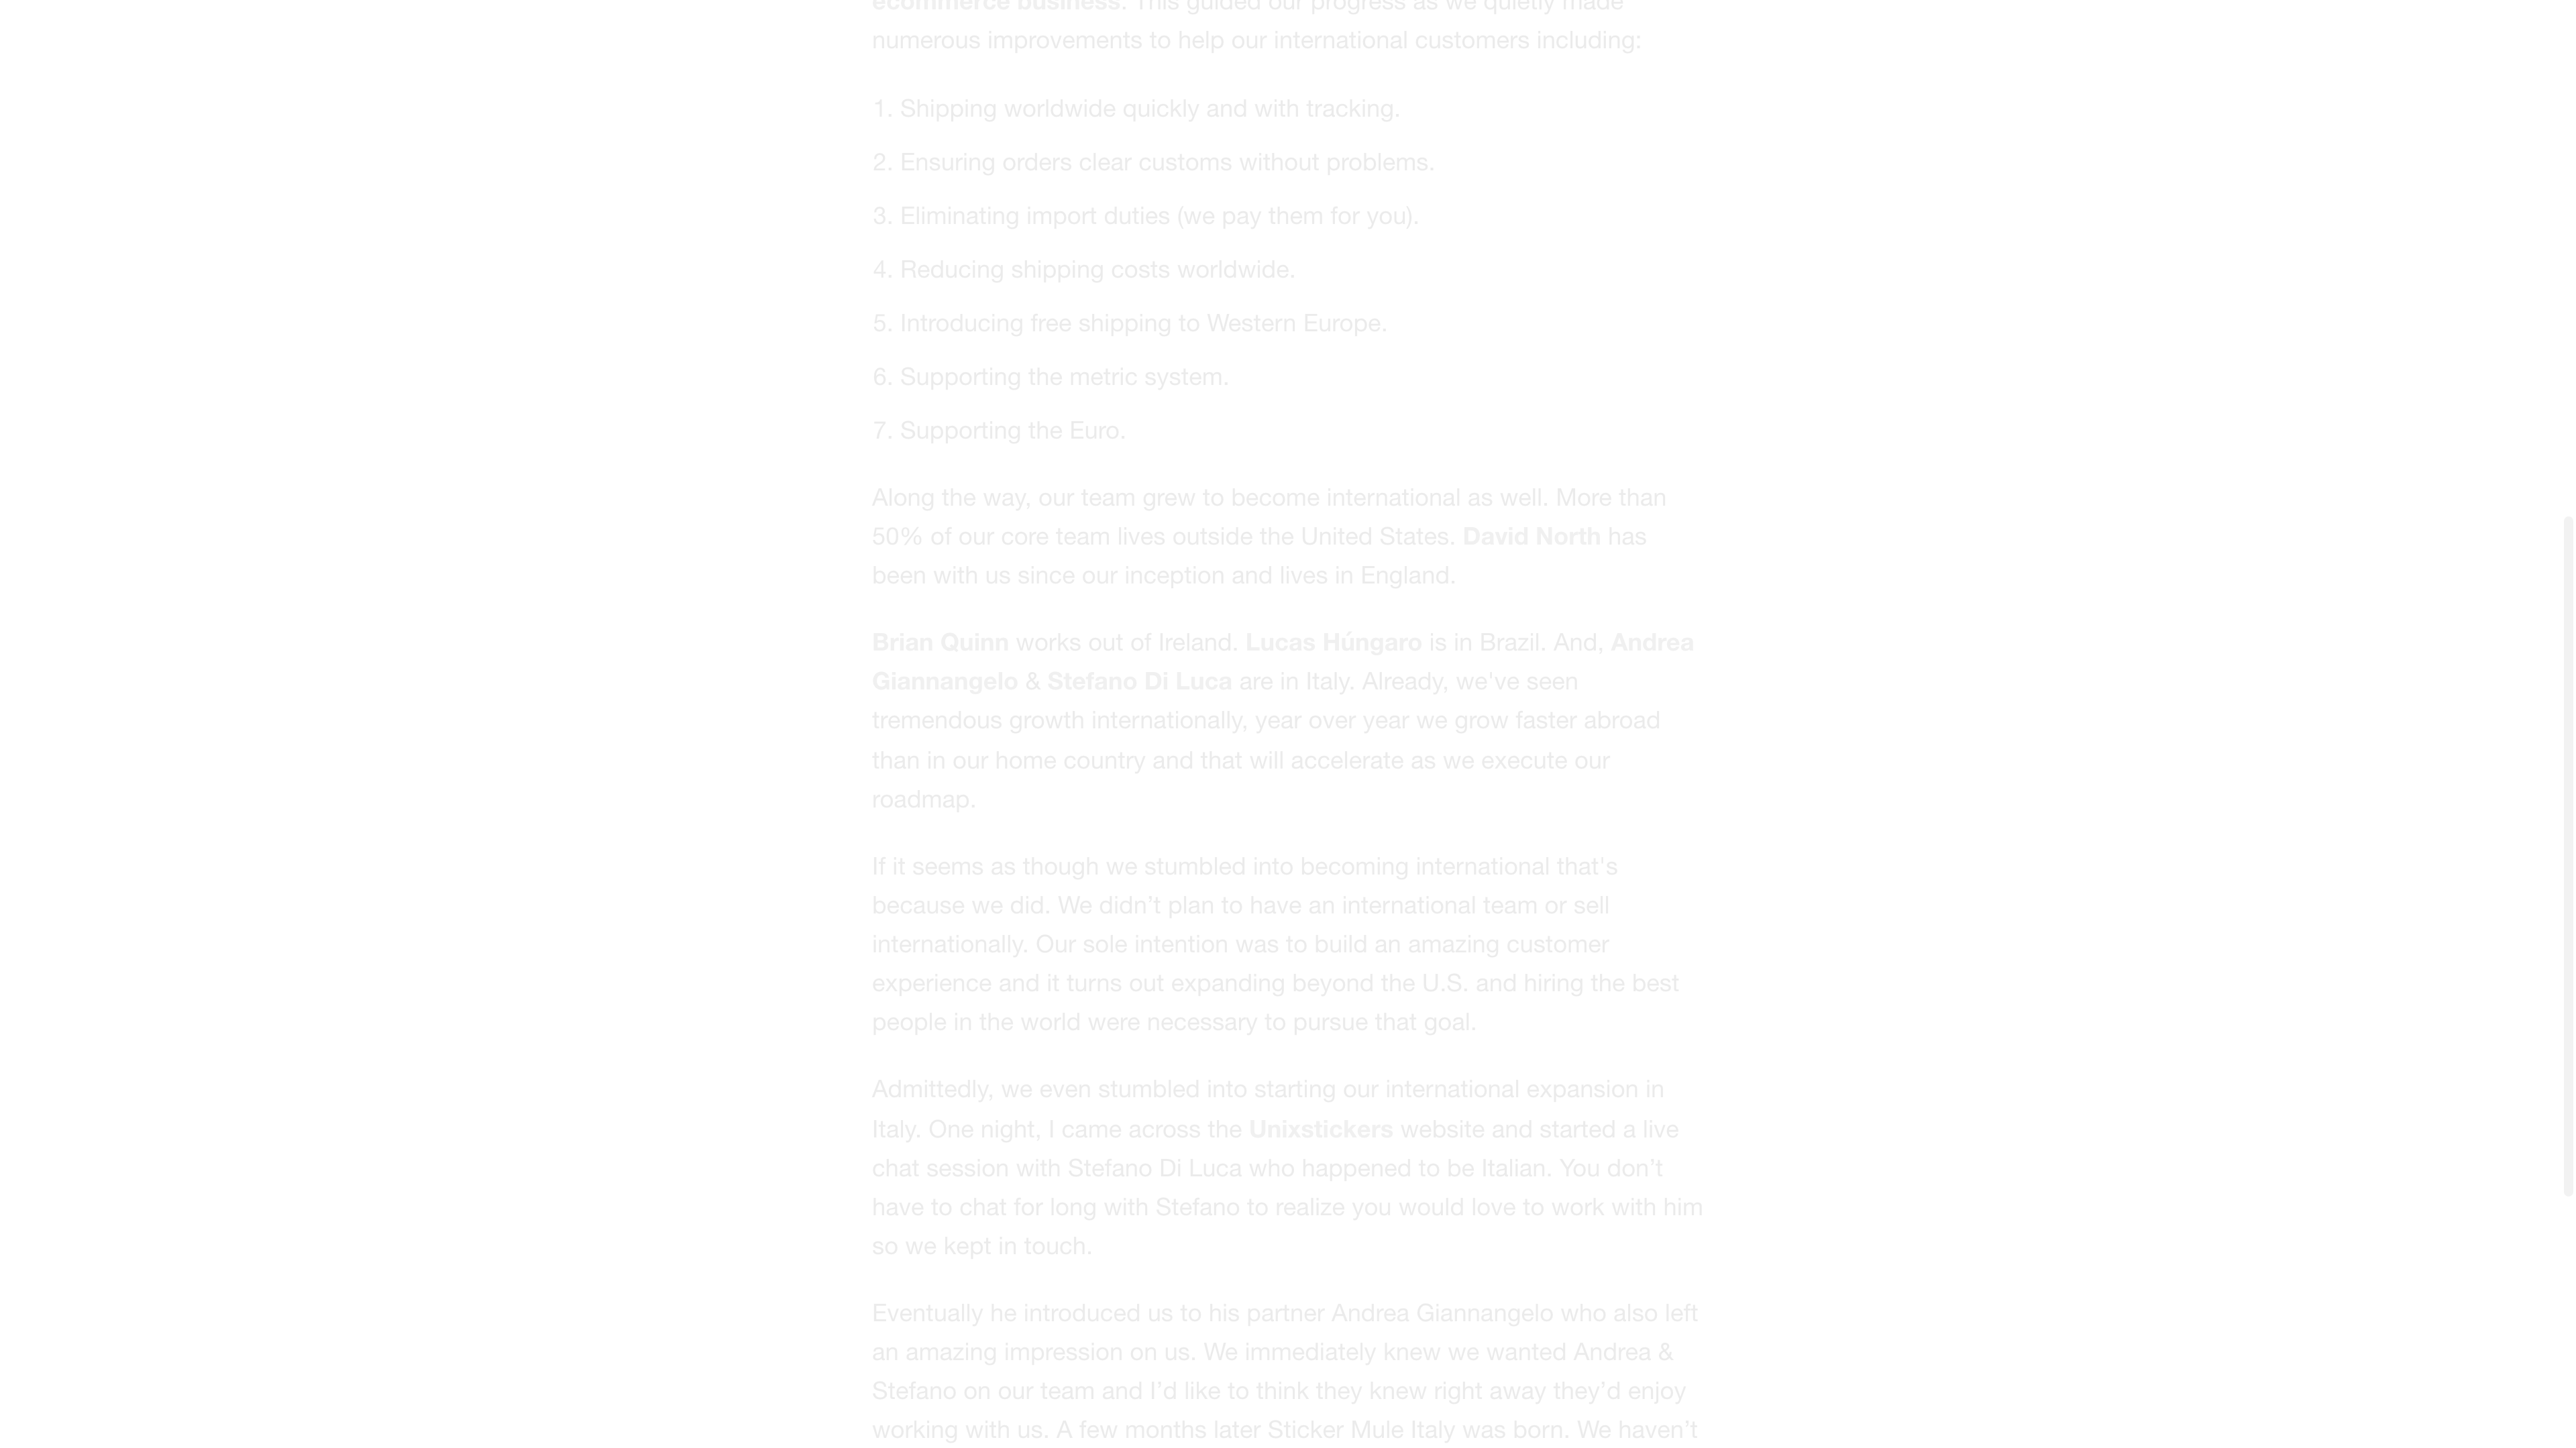 ecommerce business. This guided our progress as we quietly made
numerous improvements to help our international customers including:
1. Shipping worldwide quickly and with tracking.
2. Ensuring orders clear customs without problems.
3. Eliminating import duties (we pay them for you).
4. Reducing shipping costs worldwide.
5. Introducing free shipping to Western Europe.
6. Supporting the metric system.
7. Supporting the Euro.
Along the way, our team grew to become international as well. More than
50% of our core team lives outside the United States. David North has
been with us since our inception and lives in England.
Brian Quinn works out of Ireland. Lucas Húngaro is in Brazil. And, Andrea
Giannangelo & Stefano Di Luca are in Italy. Already, we've seen
tremendous growth internationally, year over year we grow faster abroad
than in our home country and that will accelerate as we execute our
roadmap.
If it seems as though we stumbled into becoming international that's
because we did. We didn’t plan to have an international team or sell
internationally. Our sole intention was to build an amazing customer
experience and it turns out expanding beyond the U.S. and hiring the best
people in the world were necessary to pursue that goal.
Admittedly, we even stumbled into starting our international expansion in
Italy. One night, I came across the Unixstickers website and started a live
chat session with Stefano Di Luca who happened to be Italian. You don’t
have to chat for long with Stefano to realize you would love to work with him
so we kept in touch.
Eventually he introduced us to his partner Andrea Giannangelo who also left
an amazing impression on us. We immediately knew we wanted Andrea &
Stefano on our team and I’d like to think they knew right away they’d enjoy
working with us. A few months later Sticker Mule Italy was born. We haven’t